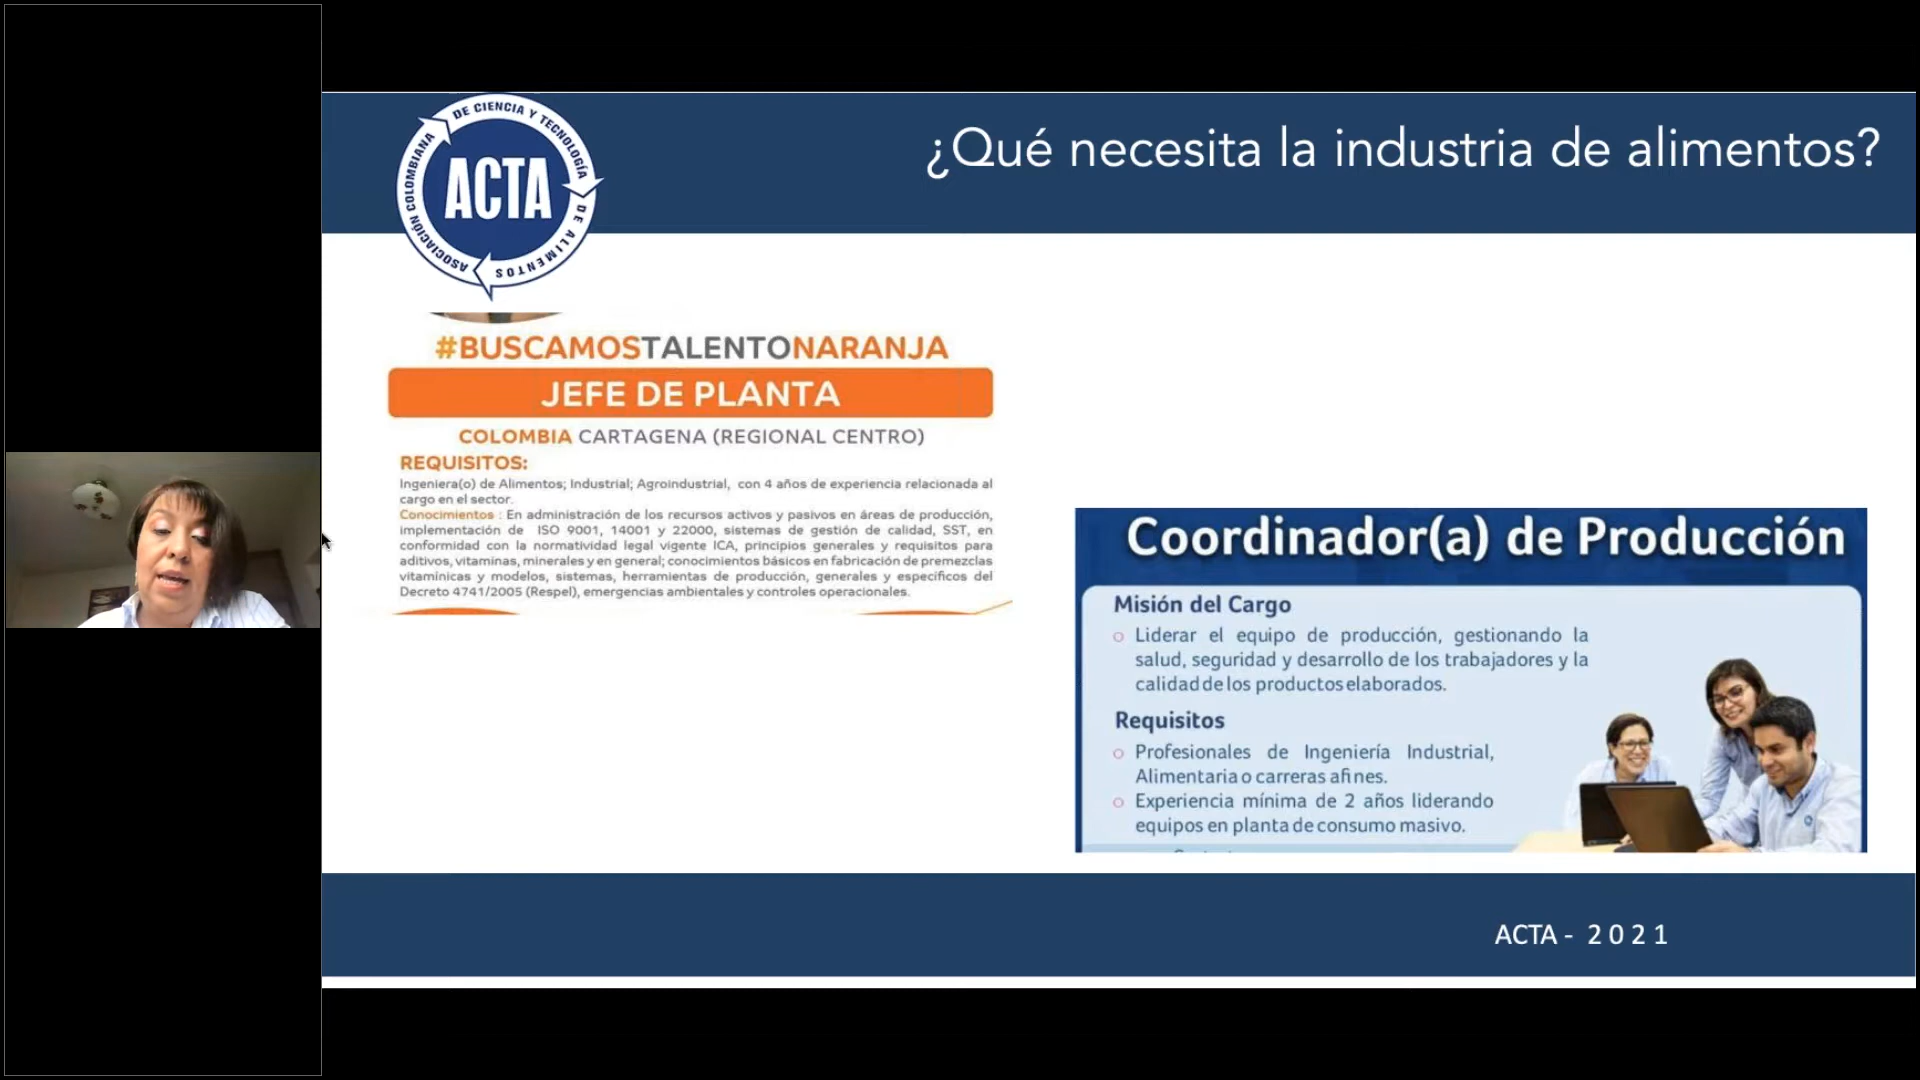 ASOCIACIÓN COLOMBIANA DE CIENCIA Y TECNOLOGÍA DE ALIMENTOS
ACTA
¿Qué necesita la industria de alimentos?
#BUSCAMOSTALENTONARANJA
JEFE DE PLANTA
COLOMBIA CARTAGENA (REGIONAL CENTRO)
REQUISITOS:
Ingeniera(o) de Alimentos; Industrial; Agroindustrial, con 4 años de experiencia relacionada al
cargo en el sector.
Conocimientos : En administración de los recursos activos y pasivos en áreas de producción,
implementación de ISO 9001, 14001 y 22000, sistemas de gestión de calidad, SST, en
conformidad con la normatividad legal vigente ICA, principios generales y requisitos para
aditivos, vitaminas, minerales y en general; conocimientos básicos en fabricación de premezclas
vitamínicas y modelos, sistemas, herramientas de producción, generales y específicos del
Decreto 4741/2005 (Respel), emergencias ambientales y controles operacionales.
Coordinador(a) de Producción
Misión del Cargo
Liderar el equipo de producción, gestionando la
salud, seguridad y desarrollo de los trabajadores y la
calidad de los productos elaborados.
Requisitos
Profesionales de Ingeniería Industrial,
Alimentaria o carreras afines.
Experiencia mínima de 2 años liderando
equipos en planta de consumo masivo.
ACTA - 2021